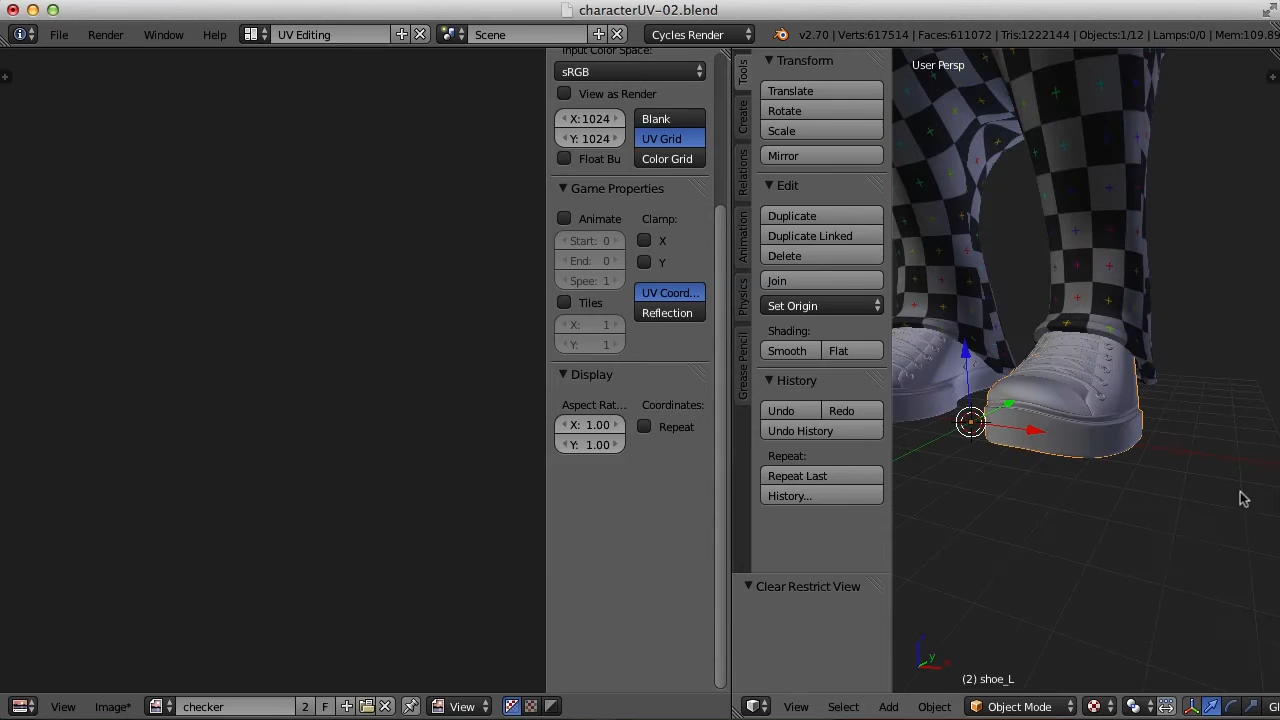 characterUV-02.blend
File Render Window Help UV Editing Scene Cycles Render v2.70 | Verts:617514 | Faces:611072 | Tris:1222144 | Objects:1/12 | Lamps:0/0 | Mem:109.89
Input Color Space:
sRGB
View as Render
X: 1024 Blank
Y: 1024 UV Grid
Float Bu Color Grid
Game Properties
Animate Clamp:
Start: 0 X
End: 0 Y
Spee: 1
UV Coord...
Tiles
Reflection
X: 1
Y: 1
Display
Aspect Rat... Coordinates:
X: 1.00 Repeat
Y: 1.00
Tools
Create
Relations
Animation
Physics
Grease Pencil
Transform
Translate
Rotate
Scale
Mirror
Edit
Duplicate
Duplicate Linked
Delete
Join
Set Origin
Shading:
Smooth Flat
History
Undo Redo
Undo History
Repeat:
Repeat Last
History...
Clear Restrict View
User Persp
y
(2) shoe_L
View Image* checker 2 F View
View Select Add Object Object Mode Gl